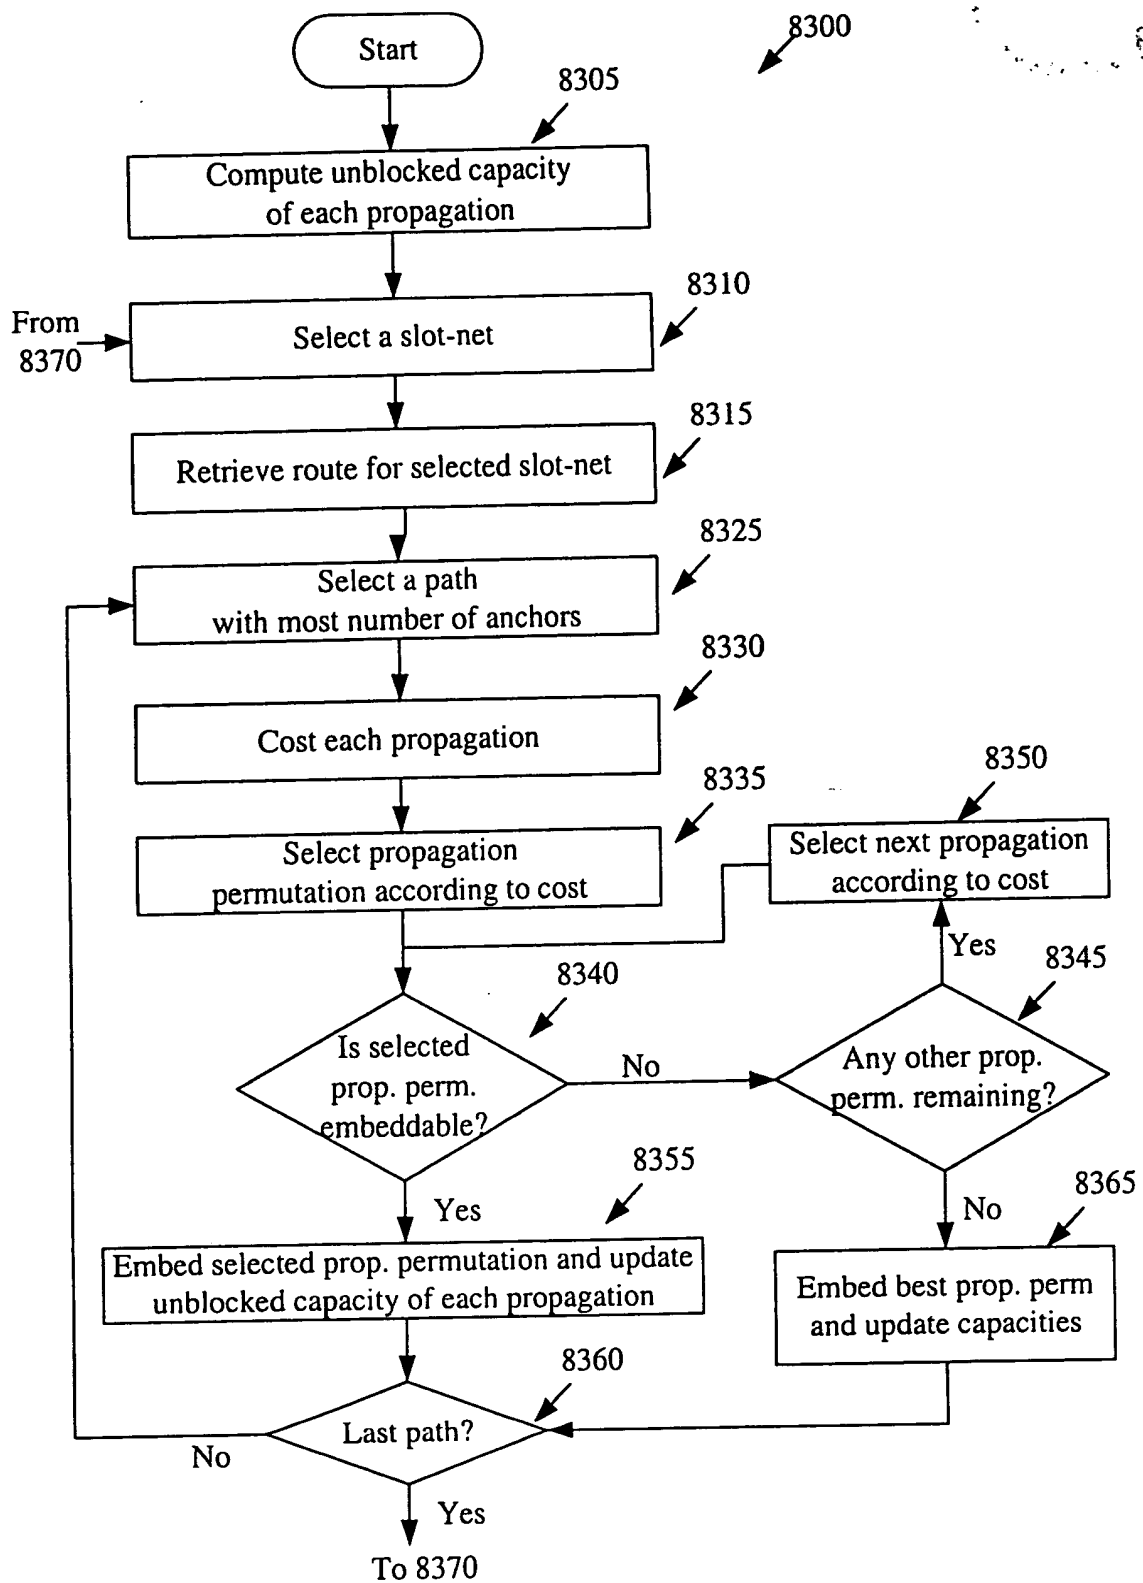 Start
8300
8305
Compute unblocked capacity
of each propagation
8310
From
8370
Select a slot-net
8315
Retrieve route for selected slot-net
8325
Select a path
with most number of anchors
8330
Cost each propagation
8335
Select propagation
permutation according to cost
8350
Select next propagation
according to cost
Yes
8345
8340
Is selected
prop. perm.
embeddable?
No
Any other prop.
perm. remaining?
8355
Yes
No
8365
Embed selected prop. permutation and update
unblocked capacity of each propagation
Embed best prop. perm
and update capacities
8360
Last path?
No
Yes
To 8370